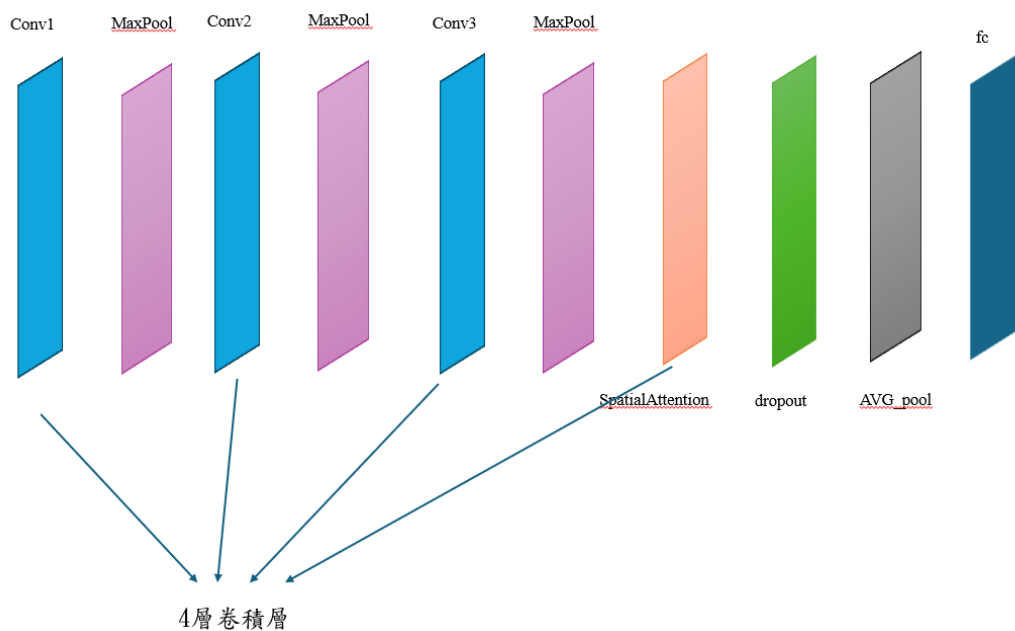 Conv1
MaxPool
Conv2
MaxPool
Conv3
MaxPool
fc
SpatialAttention
dropout
AVG_pool
4層卷積層